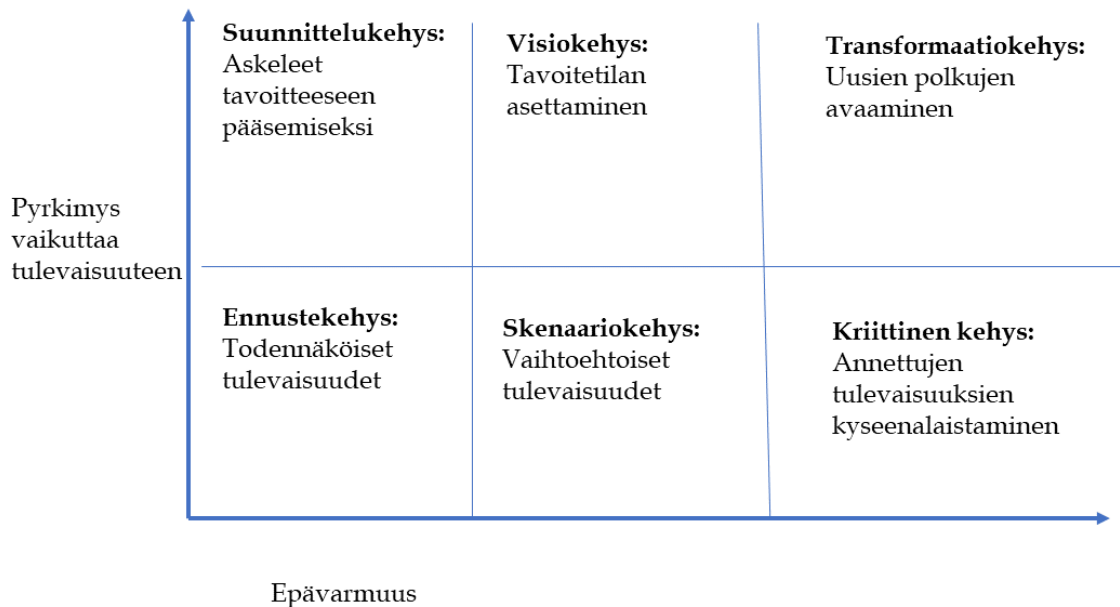 Suunnittelukehys:
Askeleet
tavoitteeseen
pääsemiseksi
Visiokehys:
Tavoitetilan
asettaminen
Transformaatiokehys:
Uusien polkujen
avaaminen
Pyrkimys
vaikuttaa
tulevaisuuteen
Ennustekehys:
Todennäköiset
tulevaisuudet
Skenaariokehys:
Vaihtoehtoiset
tulevaisuudet
Kriittinen kehys:
Annettujen
tulevaisuuksien
kyseenalaistaminen
Epävarmuus